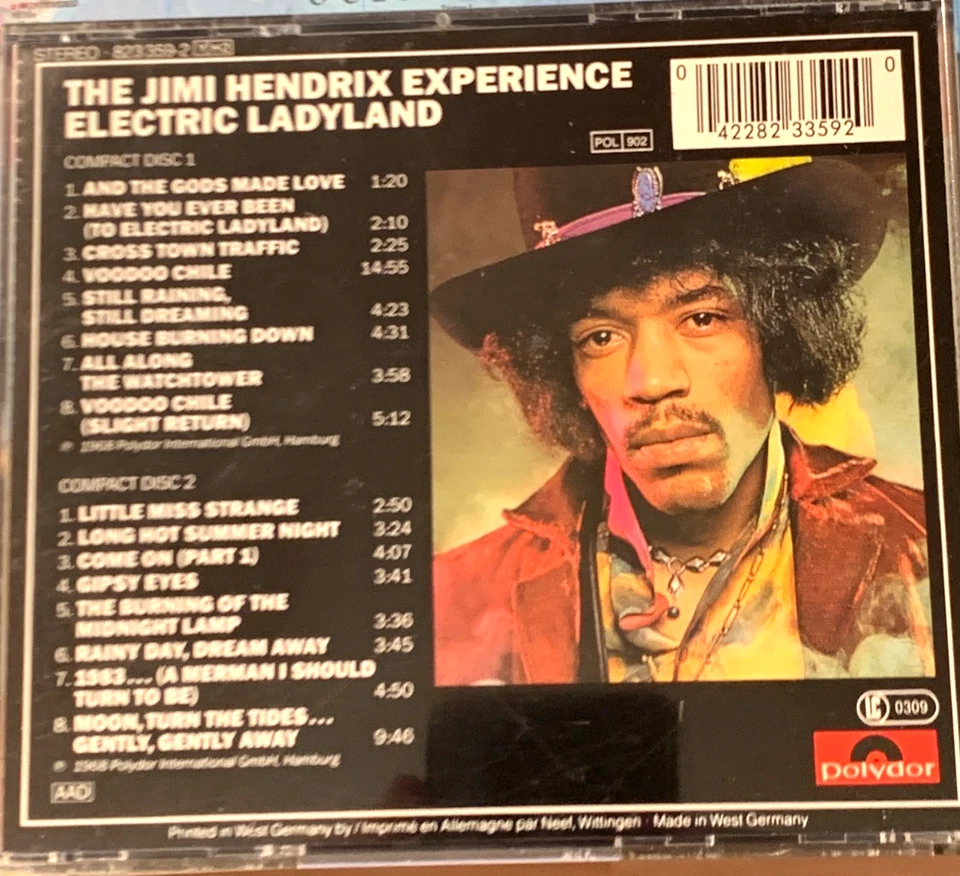 STEREO · 823 359-2 Y H-2
THE JIMI HENDRIX EXPERIENCE
ELECTRIC LADYLAND
0 42282 33592 0
POL 902
COMPACT DISC 1
1. AND THE GODS MADE LOVE 1:20
2. HAVE YOU EVER BEEN
(TO ELECTRIC LADYLAND) 2:10
3. CROSS TOWN TRAFFIC 2:25
4. VOODOO CHILE 14:55
5. STILL RAINING,
STILL DREAMING 4:23
6. HOUSE BURNING DOWN 4:31
7. ALL ALONG
THE WATCHTOWER 3:58
8. VOODOO CHILE
(SLIGHT RETURN) 5:12
℗ 1968 Polydor International GmbH, Hamburg
COMPACT DISC 2
1. LITTLE MISS STRANGE 2:50
2. LONG HOT SUMMER NIGHT 3:24
3. COME ON (PART 1) 4:07
4. GIPSY EYES 3:41
5. THE BURNING OF THE
MIDNIGHT LAMP 3:36
6. RAINY DAY, DREAM AWAY 3:45
7. 1983... (A MERMAN I SHOULD
TURN TO BE) 4:50
8. MOON, TURN THE TIDES...
GENTLY, GENTLY AWAY 9:46
℗ 1968 Polydor International GmbH, Hamburg
AAD
LC 0309
polydor
Printed in West Germany by / Imprimé en Allemagne par Neef, Wittingen · Made in West Germany